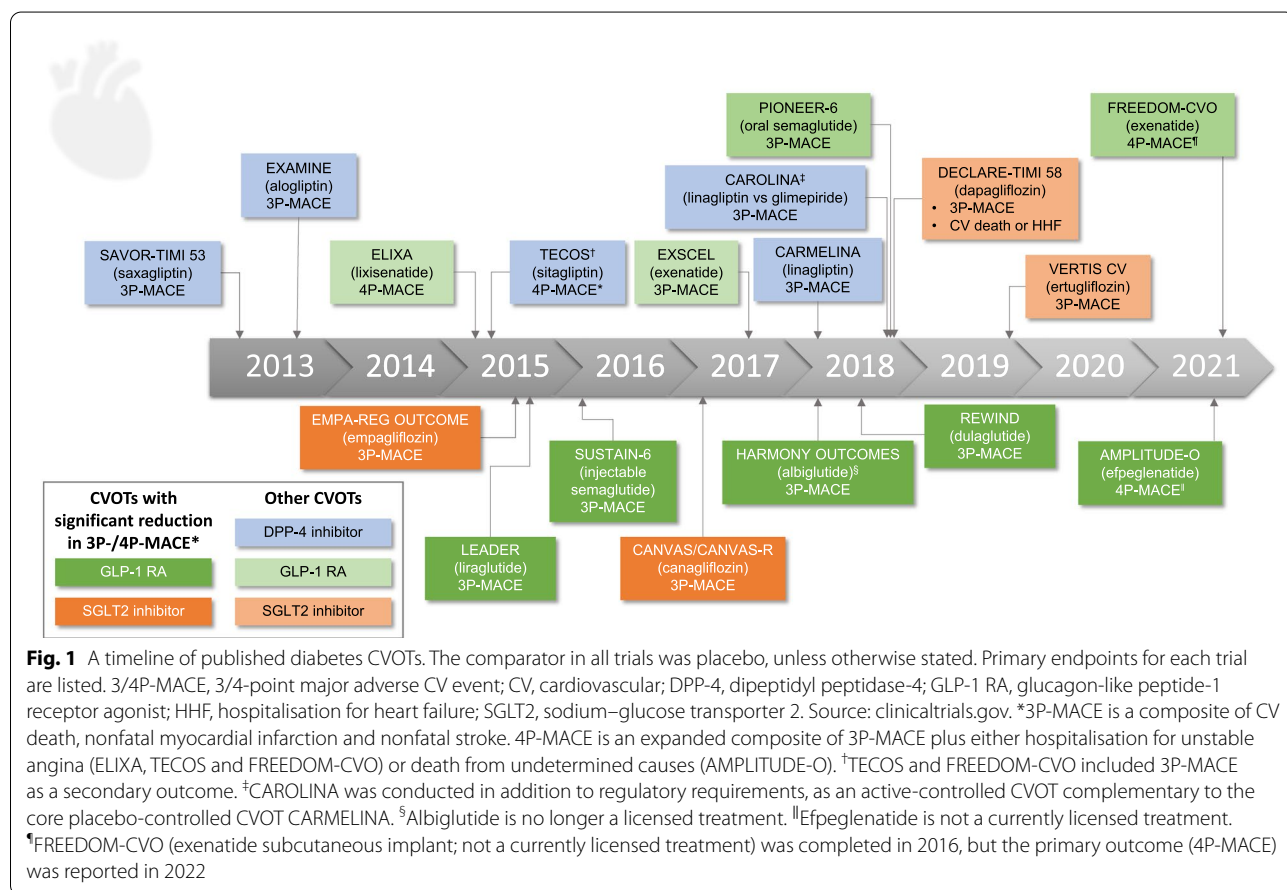 PIONEER-6
(oral semaglutide)
3P-MACE
FREEDOM-CVO
(exenatide)
4P-MACE¶
EXAMINE
(alogliptin)
3P-MACE
CAROLINA‡
(linagliptin vs glimepiride)
3P-MACE
DECLARE-TIMI 58
(dapagliflozin)
• 3P-MACE
• CV death or HHF
SAVOR-TIMI 53
(saxagliptin)
3P-MACE
ELIXA
(lixisenatide)
4P-MACE
TECOS†
(sitagliptin)
4P-MACE*
EXSCEL
(exenatide)
3P-MACE
CARMELINA
(linagliptin)
3P-MACE
VERTIS CV
(ertugliflozin)
3P-MACE
2013 2014 2015 2016 2017 2018 2019 2020 2021
EMPA-REG OUTCOME
(empagliflozin)
3P-MACE
SUSTAIN-6
(injectable
semaglutide)
3P-MACE
HARMONY OUTCOMES
(albiglutide)§
3P-MACE
REWIND
(dulaglutide)
3P-MACE
AMPLITUDE-O
(efpeglenatide)
4P-MACE‖
LEADER
(liraglutide)
3P-MACE
CANVAS/CANVAS-R
(canagliflozin)
3P-MACE
CVOTs with
significant reduction
in 3P-/4P-MACE*
GLP-1 RA
SGLT2 inhibitor
Other CVOTs
DPP-4 inhibitor
GLP-1 RA
SGLT2 inhibitor
Fig. 1 A timeline of published diabetes CVOTs. The comparator in all trials was placebo, unless otherwise stated. Primary endpoints for each trial
are listed. 3/4P-MACE, 3/4-point major adverse CV event; CV, cardiovascular; DPP-4, dipeptidyl peptidase-4; GLP-1 RA, glucagon-like peptide-1
receptor agonist; HHF, hospitalisation for heart failure; SGLT2, sodium–glucose transporter 2. Source: clinicaltrials.gov. *3P-MACE is a composite of CV
death, nonfatal myocardial infarction and nonfatal stroke. 4P-MACE is an expanded composite of 3P-MACE plus either hospitalisation for unstable
angina (ELIXA, TECOS and FREEDOM-CVO) or death from undetermined causes (AMPLITUDE-O). †TECOS and FREEDOM-CVO included 3P-MACE
as a secondary outcome. ‡CAROLINA was conducted in addition to regulatory requirements, as an active-controlled CVOT complementary to the
core placebo-controlled CVOT CARMELINA. §Albiglutide is no longer a licensed treatment. ‖Efpeglenatide is not a currently licensed treatment.
¶FREEDOM-CVO (exenatide subcutaneous implant; not a currently licensed treatment) was completed in 2016, but the primary outcome (4P-MACE)
was reported in 2022